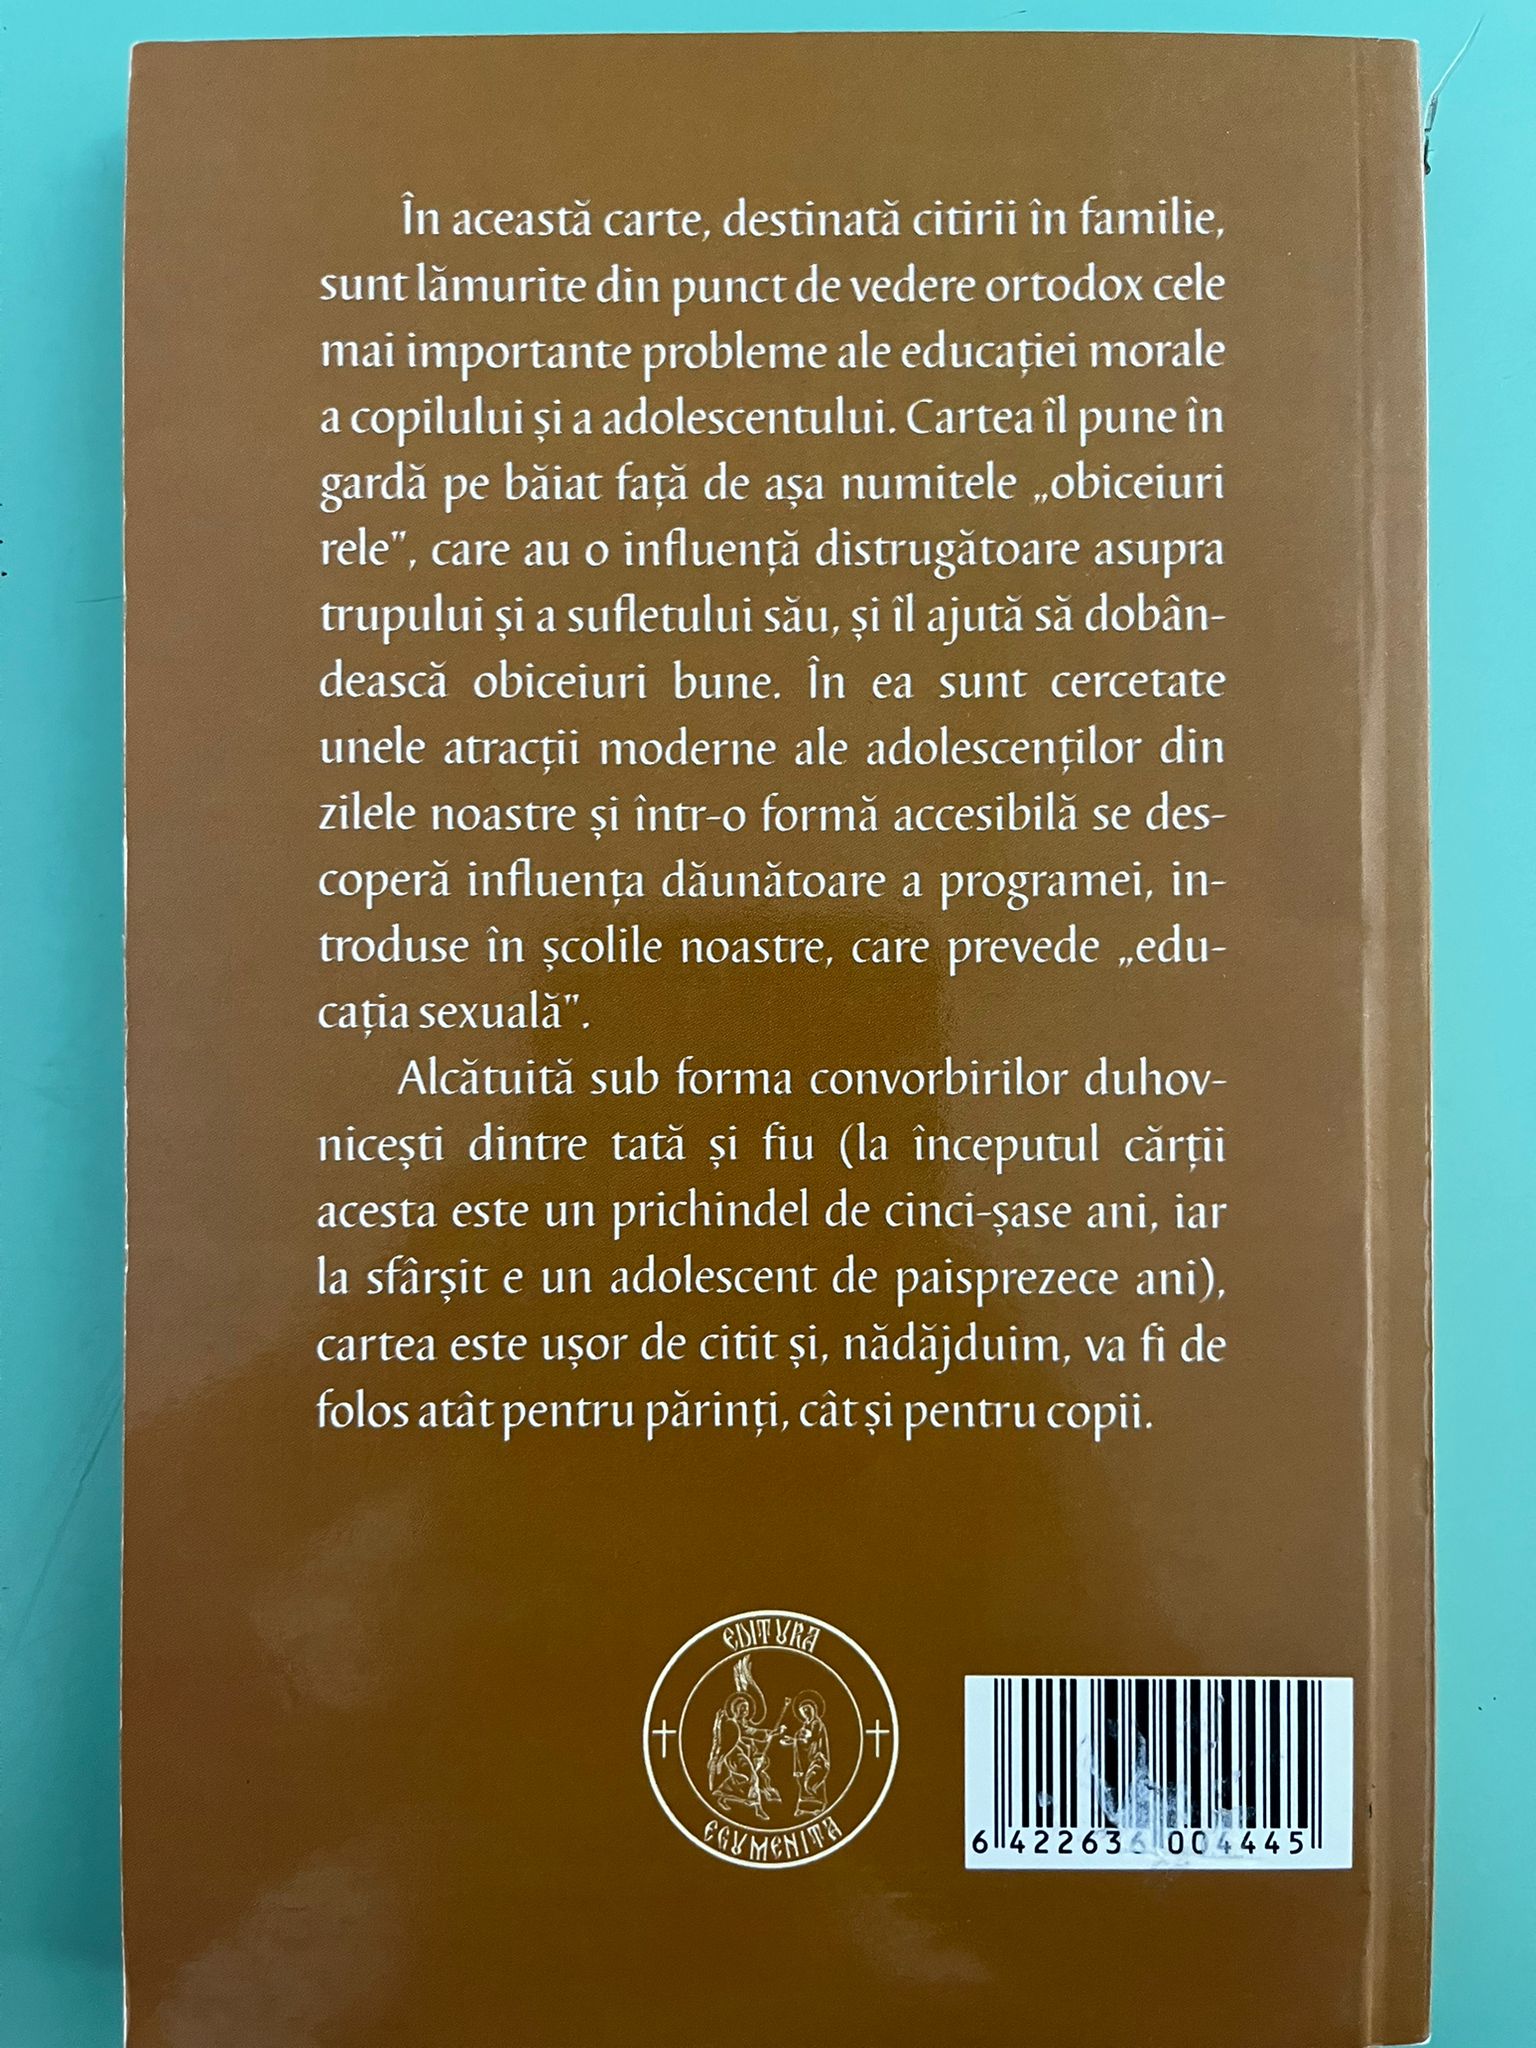 În această carte, destinată citirii în familie,
sunt lămurite din punct de vedere ortodox cele
mai importante probleme ale educației morale
a copilului și a adolescentului. Cartea îl pune în
gardă pe băiat față de așa numitele „obiceiuri
rele", care au o influență distrugătoare asupra
trupului și a sufletului său, și îl ajută să dobân-
dească obiceiuri bune. În ea sunt cercetate
unele atracții moderne ale adolescenților din
zilele noastre și într-o formă accesibilă se des-
coperă influența dăunătoare a programei, in-
troduse în școlile noastre, care prevede „edu-
cația sexuală".
Alcătuită sub forma convorbirilor duhov-
nicești dintre tată și fiu (la începutul cărții
acesta este un prichindel de cinci-șase ani, iar
la sfârșit e un adolescent de paisprezece ani),
cartea este ușor de citit și, nădăjduim, va fi de
folos atât pentru părinți, cât și pentru copii.
EDITURA
EGUMENIȚA
6 422636 004445